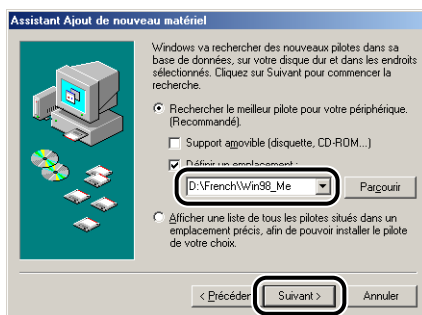 Assistant Ajout de nouveau matériel
Windows va rechercher des nouveaux pilotes dans sa
base de données, sur votre disque dur et dans les endroits
sélectionnés. Cliquez sur Suivant pour commencer la
recherche.
Rechercher le meilleur pilote pour votre périphérique.
(Recommandé).
Support amovible (disquette, CD-ROM...)
Définir un emplacement :
D:\French\Win98_Me
Parcourir
Afficher une liste de tous les pilotes situés dans un
emplacement précis, afin de pouvoir installer le pilote
de votre choix.
< Précéder
Suivant >
Annuler